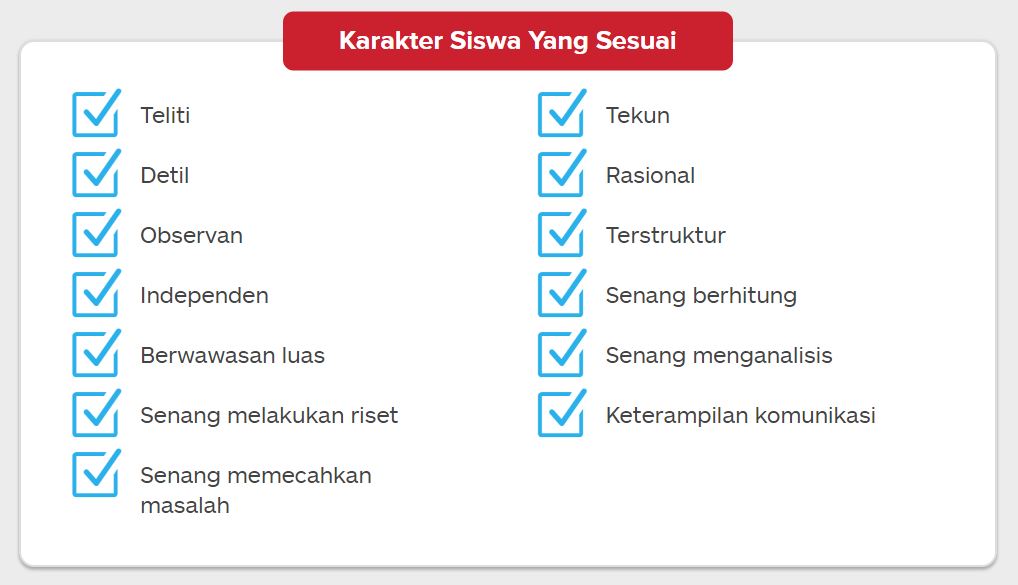 Karakter Siswa Yang Sesuai
Teliti
Detil
Observan
Independen
Berwawasan luas
Senang melakukan riset
Senang memecahkan
masalah
Tekun
Rasional
Terstruktur
Senang berhitung
Senang menganalisis
Keterampilan komunikasi